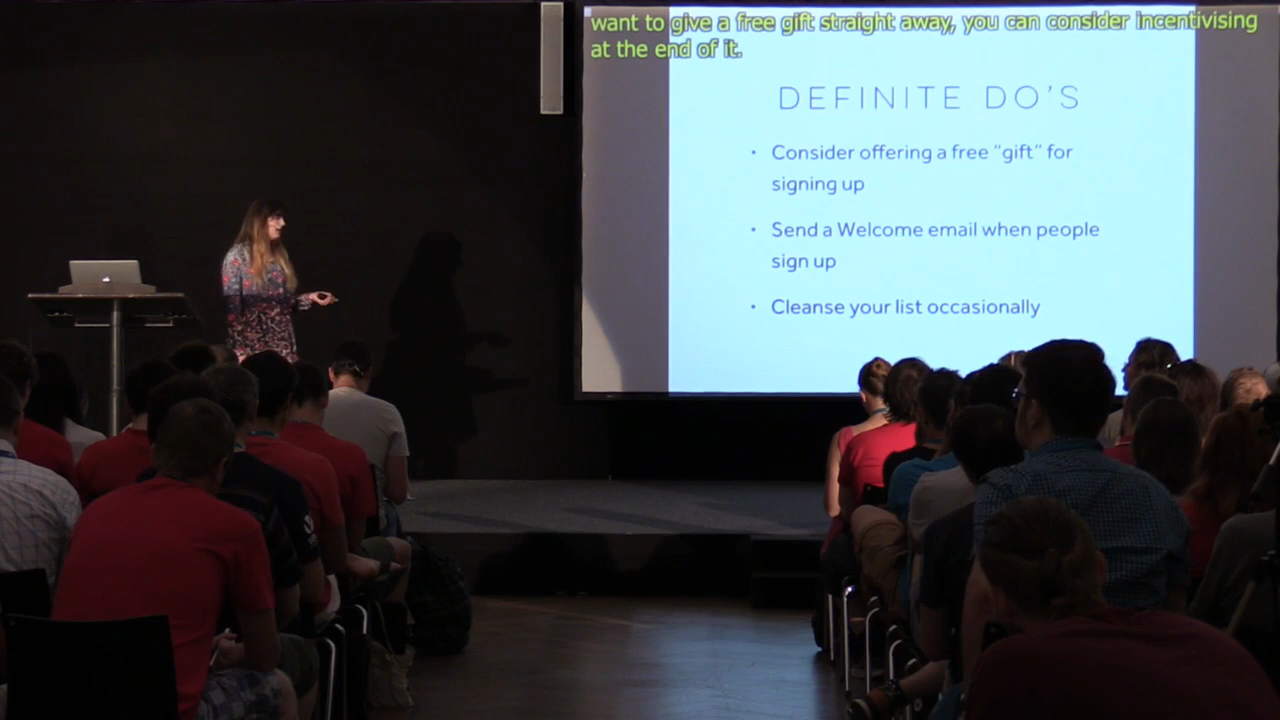 want to give a free gift straight away, you can consider incentivising
at the end of it.
DEFINITE DO'S
• Consider offering a free "gift" for
signing up
• Send a Welcome email when people
sign up
• Cleanse your list occasionally